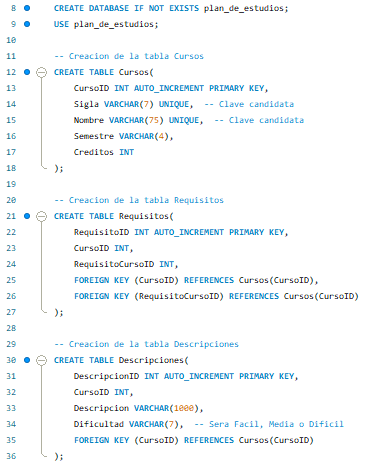 8 CREATE DATABASE IF NOT EXISTS plan_de_estudios;
9 USE plan_de_estudios;
10
11 -- Creacion de la tabla Cursos
12 CREATE TABLE Cursos(
13 CursoID INT AUTO_INCREMENT PRIMARY KEY,
14 Sigla VARCHAR(7) UNIQUE, -- Clave candidata
15 Nombre VARCHAR(75) UNIQUE, -- Clave candidata
16 Semestre VARCHAR(4),
17 Creditos INT
18 );
19
20 -- Creacion de la tabla Requisitos
21 CREATE TABLE Requisitos(
22 RequisitoID INT AUTO_INCREMENT PRIMARY KEY,
23 CursoID INT,
24 RequisitoCursoID INT,
25 FOREIGN KEY (CursoID) REFERENCES Cursos(CursoID),
26 FOREIGN KEY (RequisitoCursoID) REFERENCES Cursos(CursoID)
27 );
28
29 -- Creacion de la tabla Descripciones
30 CREATE TABLE Descripciones(
31 DescripcionID INT AUTO_INCREMENT PRIMARY KEY,
32 CursoID INT,
33 Descripcion VARCHAR(1000),
34 Dificultad VARCHAR(7), -- Sera Facil, Media o Dificil
35 FOREIGN KEY (CursoID) REFERENCES Cursos(CursoID)
36 );